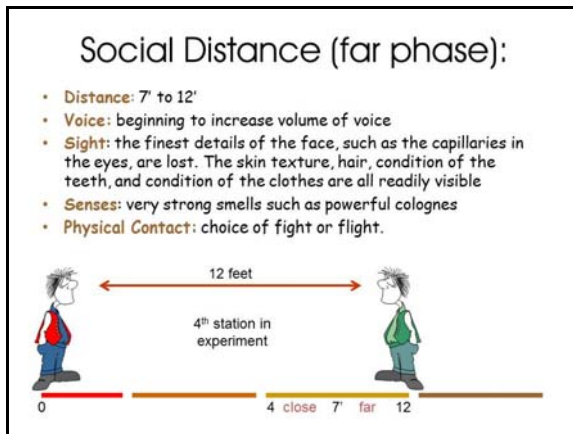 Social Distance (far phase):
• Distance: 7' to 12'
• Voice: beginning to increase volume of voice
• Sight: the finest details of the face, such as the capillaries in
the eyes, are lost. The skin texture, hair, condition of the
teeth, and condition of the clothes are all readily visible
• Senses: very strong smells such as powerful colognes
• Physical Contact: choice of fight or flight.
12 feet
4th station in
experiment
0 4 close 7' far 12